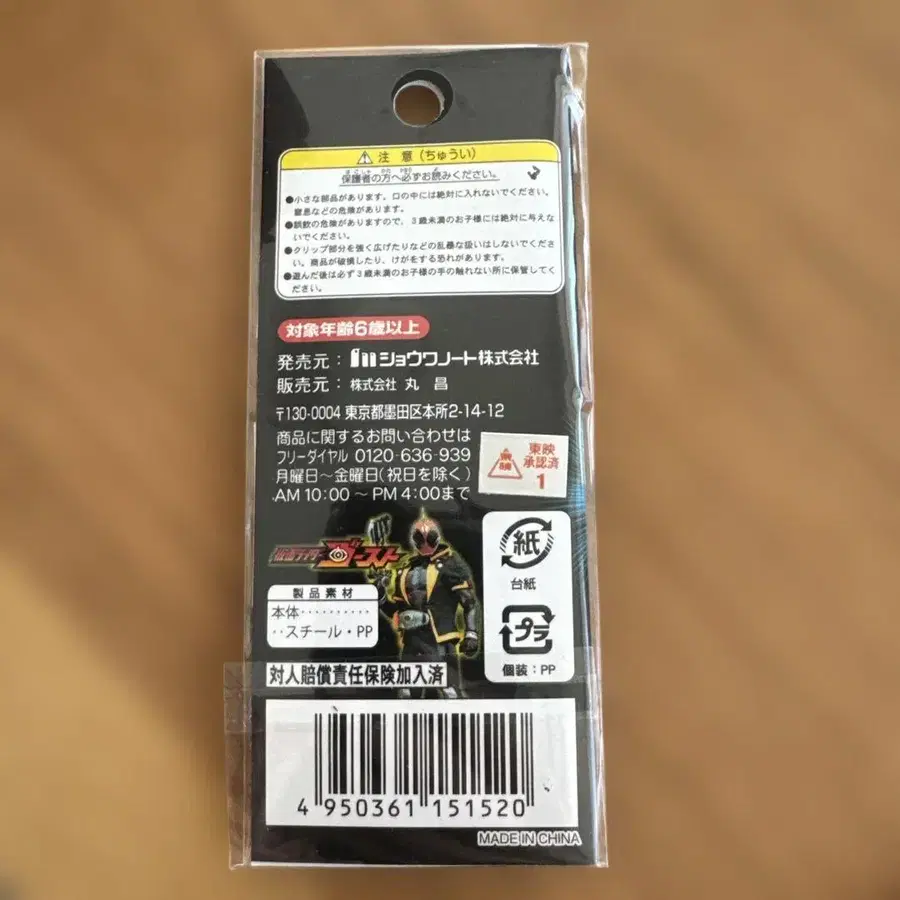 ⚠ 注 意 (ちゅうい)
保護者の方へ必ずお読みください。
●小さな部品があります。口の中には絶対に入れないでください。
窒息などの危険があります。
●誤飲の危険がありますので、3歳未満のお子様には絶対に与えな
いでください。
●クリップ部分を強く広げたりなどの乱暴な扱いはしないでくださ
い。商品が破損したり、けがをする恐れがあります。
●遊んだ後は必ず3歳未満のお子様の手の触れない所に保管してく
ださい。
対象年齢6歳以上
発売元：ショウワノート株式会社
販売元：株式会社 丸 昌
〒130-0004 東京都墨田区本所2-14-12
商品に関するお問い合わせは
フリーダイヤル 0120-636-939
月曜日～金曜日(祝日を除く)
AM 10:00 ～ PM 4:00まで
東映
承認済
1
仮面ライダーゴースト
紙
台紙
プラ
個装：PP
製品素材
本体‥‥‥‥‥
‥スチール・PP
対人賠償責任保険加入済
4 950361 151520
MADE IN CHINA